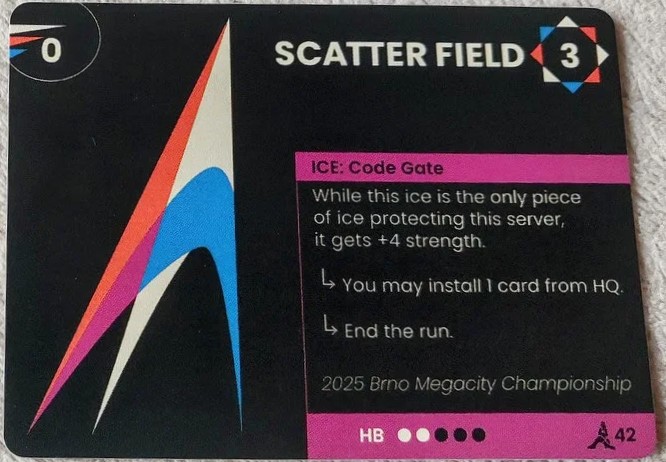 0
SCATTER FIELD 3
ICE: Code Gate
While this ice is the only piece
of ice protecting this server,
it gets +4 strength.
↳ You may install 1 card from HQ.
↳ End the run.
2025 Brno Megacity Championship
HB
42